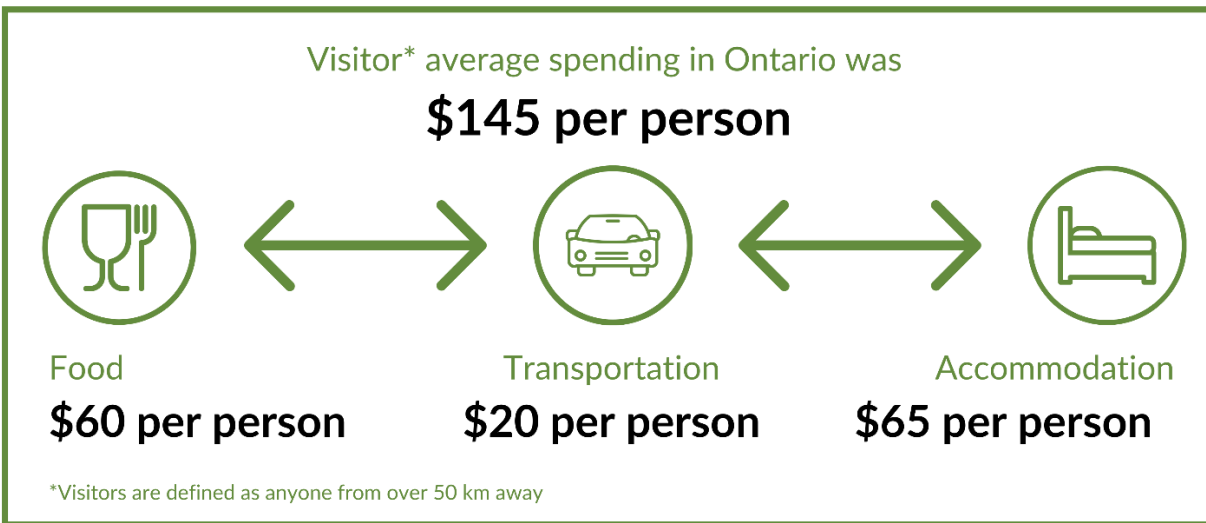 Visitor* average spending in Ontario was
$145 per person
Food
Transportation
Accommodation
$60 per person
$20 per person
$65 per person
*Visitors are defined as anyone from over 50 km away